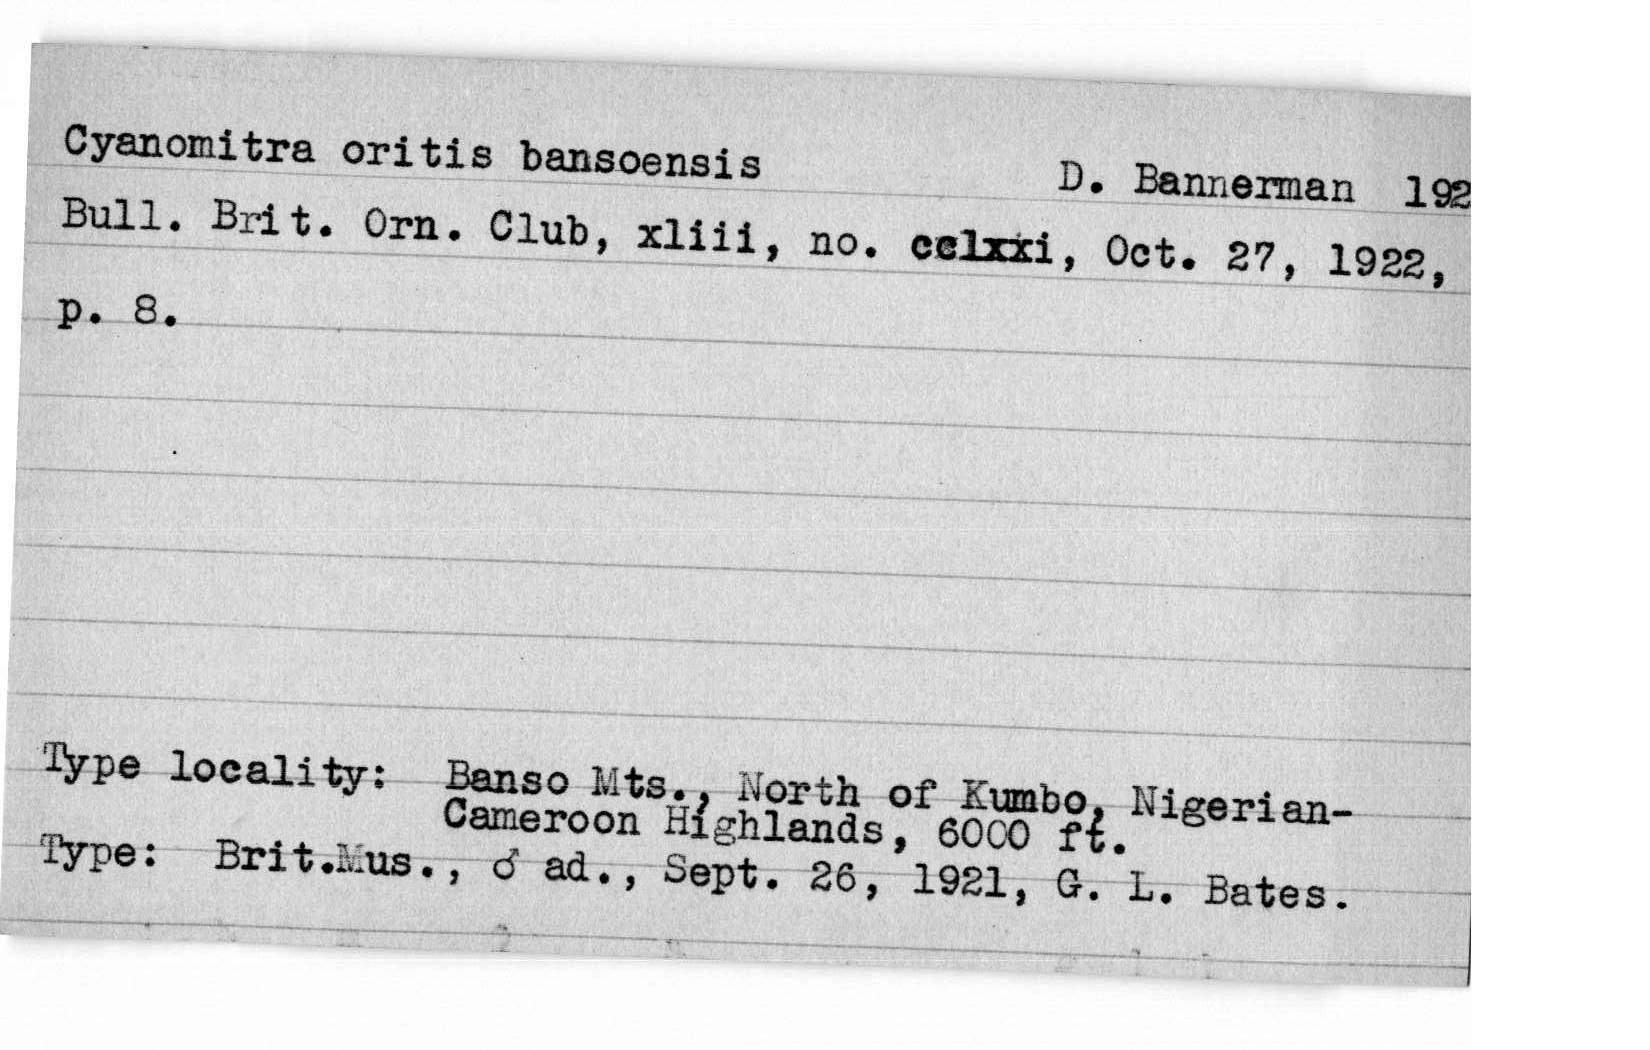 Cyanomitra oritis bansoensis D. Bannerman 192
Bull. Brit. Orn. Club, xliii, no. cclxxi, Oct. 27, 1922,
p. 8.
Type locality: Banso Mts., North of Kumbo, Nigerian-
Cameroon Highlands, 6000 ft.
Type: Brit.Mus., ♂ ad., Sept. 26, 1921, G. L. Bates.